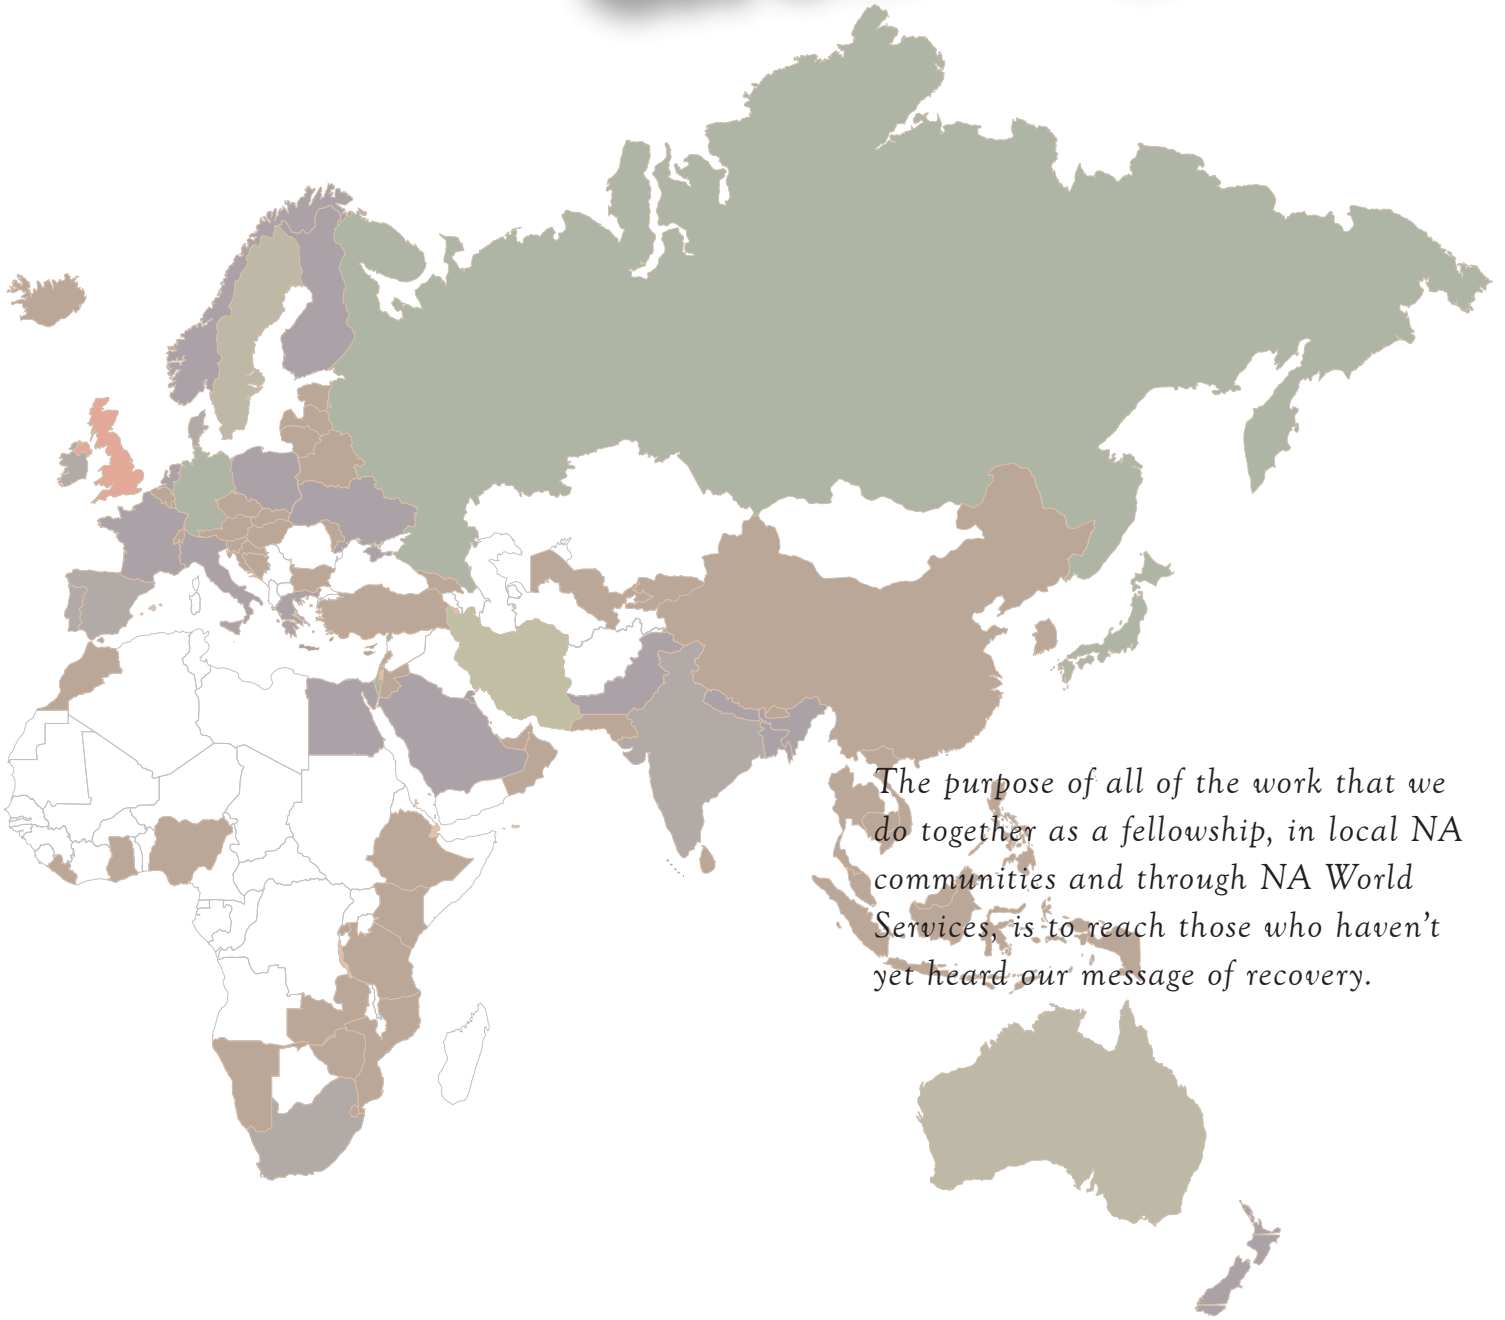 The purpose of all of the work that we
do together as a fellowship, in local NA
communities and through NA World
Services, is to reach those who haven’t
yet heard our message of recovery.